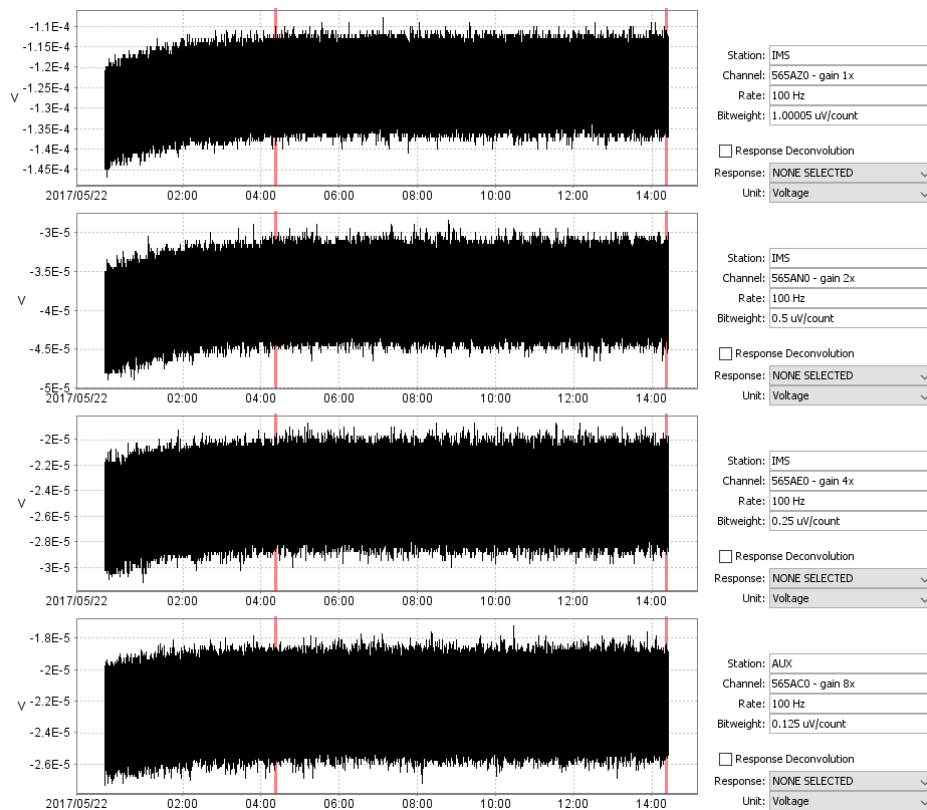 -1.1E-4
-1.15E-4
-1.2E-4
-1.25E-4
-1.3E-4
-1.35E-4
-1.4E-4
-1.45E-4
V
2017/05/22 02:00 04:00 06:00 08:00 10:00 12:00 14:00
Station: IMS
Channel: 565AZ0 - gain 1x
Rate: 100 Hz
Bitweight: 1.00005 uV/count
Response Deconvolution
Response: NONE SELECTED
Unit: Voltage
-3E-5
-3.5E-5
-4E-5
-4.5E-5
-5E-5
V
2017/05/22 02:00 04:00 06:00 08:00 10:00 12:00 14:00
Station: IMS
Channel: 565AN0 - gain 2x
Rate: 100 Hz
Bitweight: 0.5 uV/count
Response Deconvolution
Response: NONE SELECTED
Unit: Voltage
-2E-5
-2.2E-5
-2.4E-5
-2.6E-5
-2.8E-5
-3E-5
V
2017/05/22 02:00 04:00 06:00 08:00 10:00 12:00 14:00
Station: IMS
Channel: 565AE0 - gain 4x
Rate: 100 Hz
Bitweight: 0.25 uV/count
Response Deconvolution
Response: NONE SELECTED
Unit: Voltage
-1.8E-5
-2E-5
-2.2E-5
-2.4E-5
-2.6E-5
V
2017/05/22 02:00 04:00 06:00 08:00 10:00 12:00 14:00
Station: AUX
Channel: 565AC0 - gain 8x
Rate: 100 Hz
Bitweight: 0.125 uV/count
Response Deconvolution
Response: NONE SELECTED
Unit: Voltage